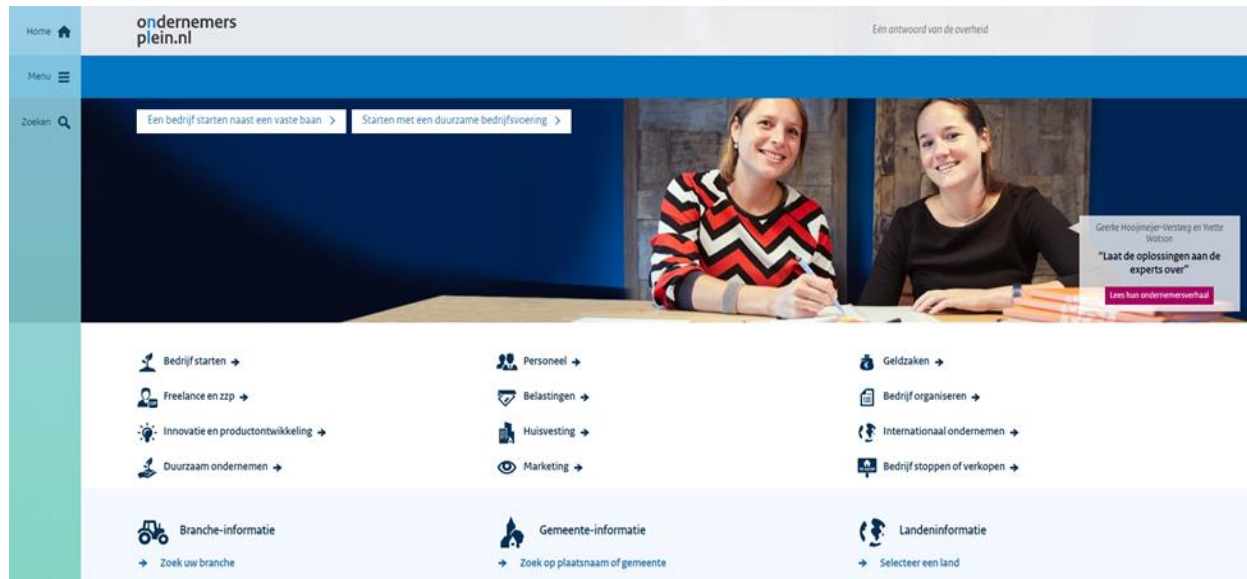 Home
ondernemers
plein.nl
Eén antwoord van de overheid
Menu
Zoeken
Een bedrijf starten naast een vaste baan
Starten met een duurzame bedrijfsvoering
Geerke Hooijmeijer-Versteeg en Yvette
Watson
"Laat de oplossingen aan de
experts over"
Lees hun ondernemersverhaal
Bedrijf starten
Personeel
Geldzaken
Freelance en zzp
Belastingen
Bedrijf organiseren
Innovatie en productontwikkeling
Huisvesting
Internationaal ondernemen
Duurzaam ondernemen
Marketing
Bedrijf stoppen of verkopen
Branche-informatie
Gemeente-informatie
Landeninformatie
Zoek uw branche
Zoek op plaatsnaam of gemeente
Selecteer een land